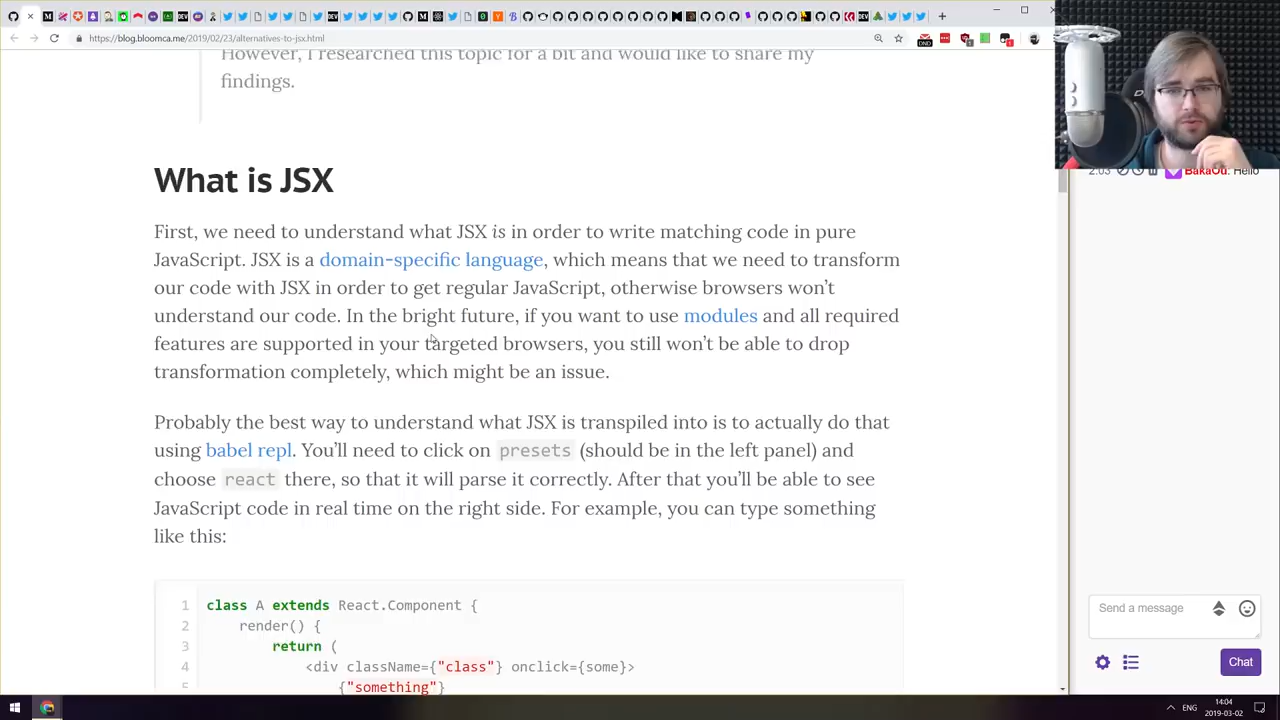 https://blog.bloomca.me/2019/02/23/alternatives-to-jsx.html
However, I researched this topic for a bit and would like to share my
findings.
What is JSX
First, we need to understand what JSX is in order to write matching code in pure
JavaScript. JSX is a domain-specific language, which means that we need to transform
our code with JSX in order to get regular JavaScript, otherwise browsers won't
understand our code. In the bright future, if you want to use modules and all required
features are supported in your targeted browsers, you still won't be able to drop
transformation completely, which might be an issue.
Probably the best way to understand what JSX is transpiled into is to actually do that
using babel repl. You'll need to click on presets (should be in the left panel) and
choose react there, so that it will parse it correctly. After that you'll be able to see
JavaScript code in real time on the right side. For example, you can type something
like this:
1 class A extends React.Component {
2 render() {
3 return (
4 <div className={"class"} onclick={some}>
5 {"something"}
2:03 BakaOu: Hello
Send a message
Chat
ENG
14:04
2019-03-02